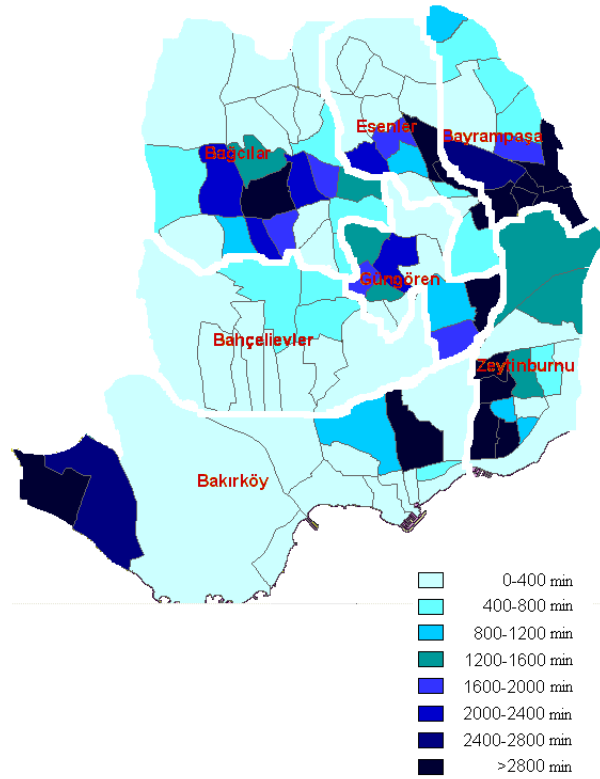 Esenler
Bayrampaşa
Bağcılar
Güngören
Bahçelievler
Zeytinburnu
Bakırköy
0-400 min
400-800 min
800-1200 min
1200-1600 min
1600-2000 min
2000-2400 min
2400-2800 min
>2800 min